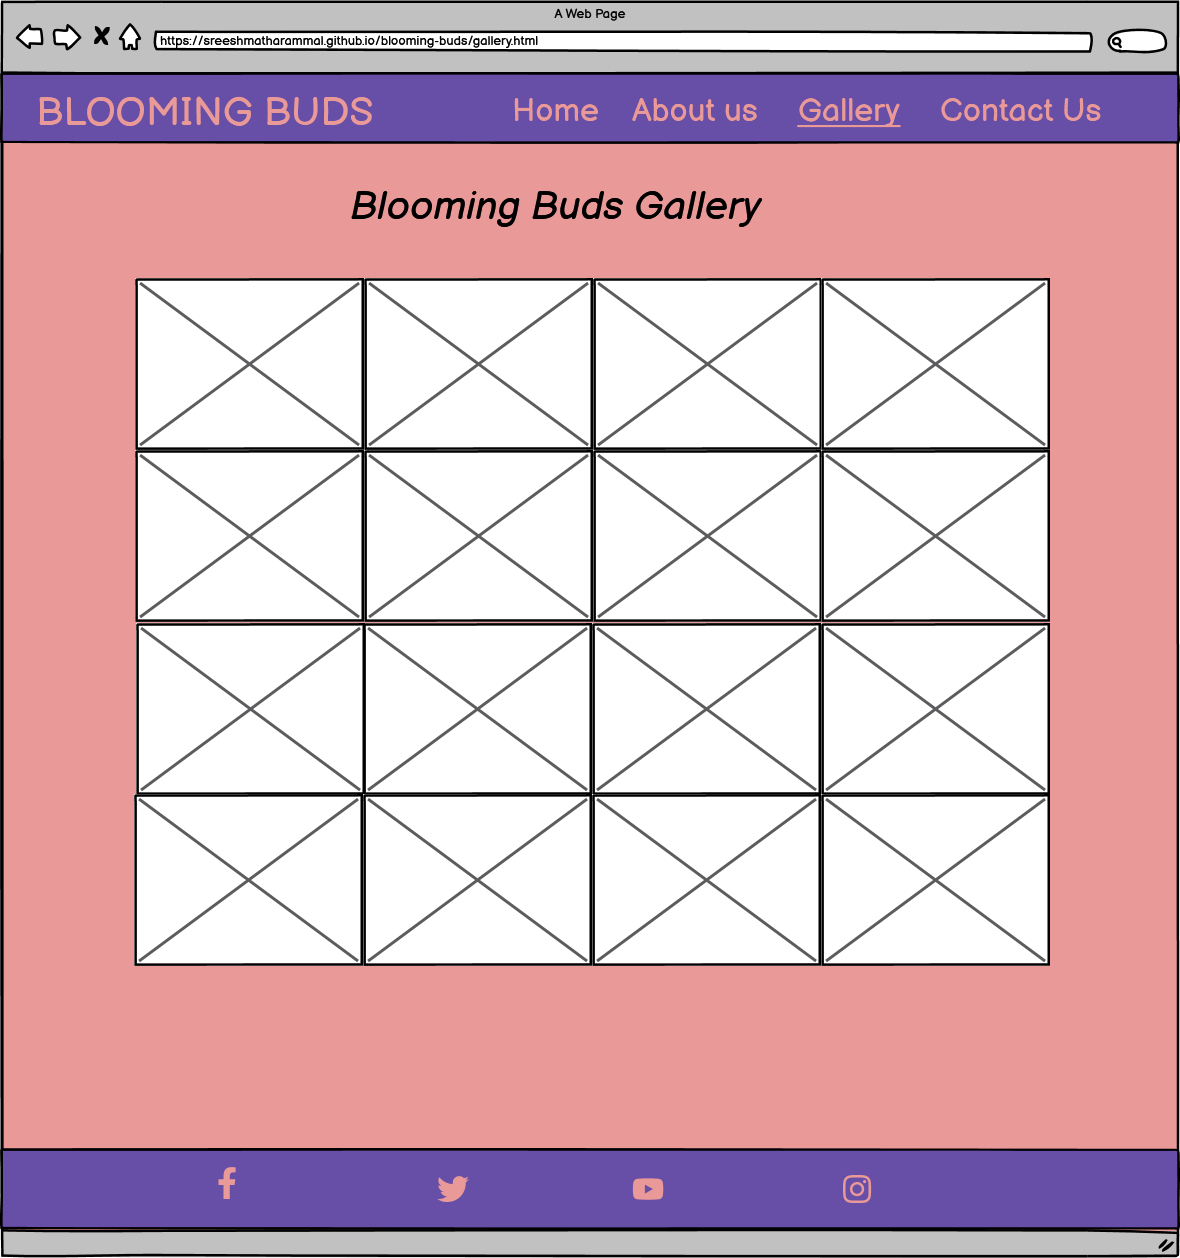 A Web Page
https://sreeshmatharammal.github.io/blooming-buds/gallery.html
BLOOMING BUDS Home About us Gallery Contact Us
Blooming Buds Gallery